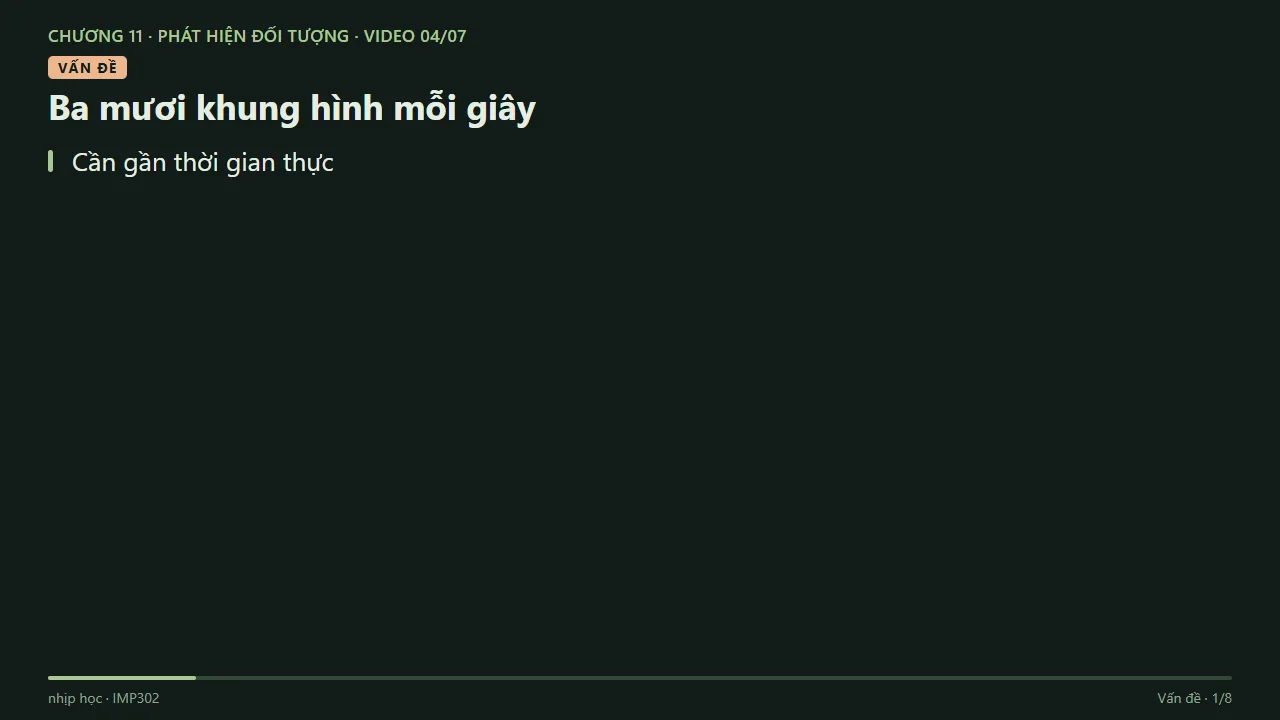 CHƯƠNG 11 · PHÁT HIỆN ĐỐI TƯỢNG · VIDEO 04/07
VẤN ĐỀ
Ba mươi khung hình mỗi giây
Cần gần thời gian thực
nhịp học · IMP302
Vấn đề · 1/8